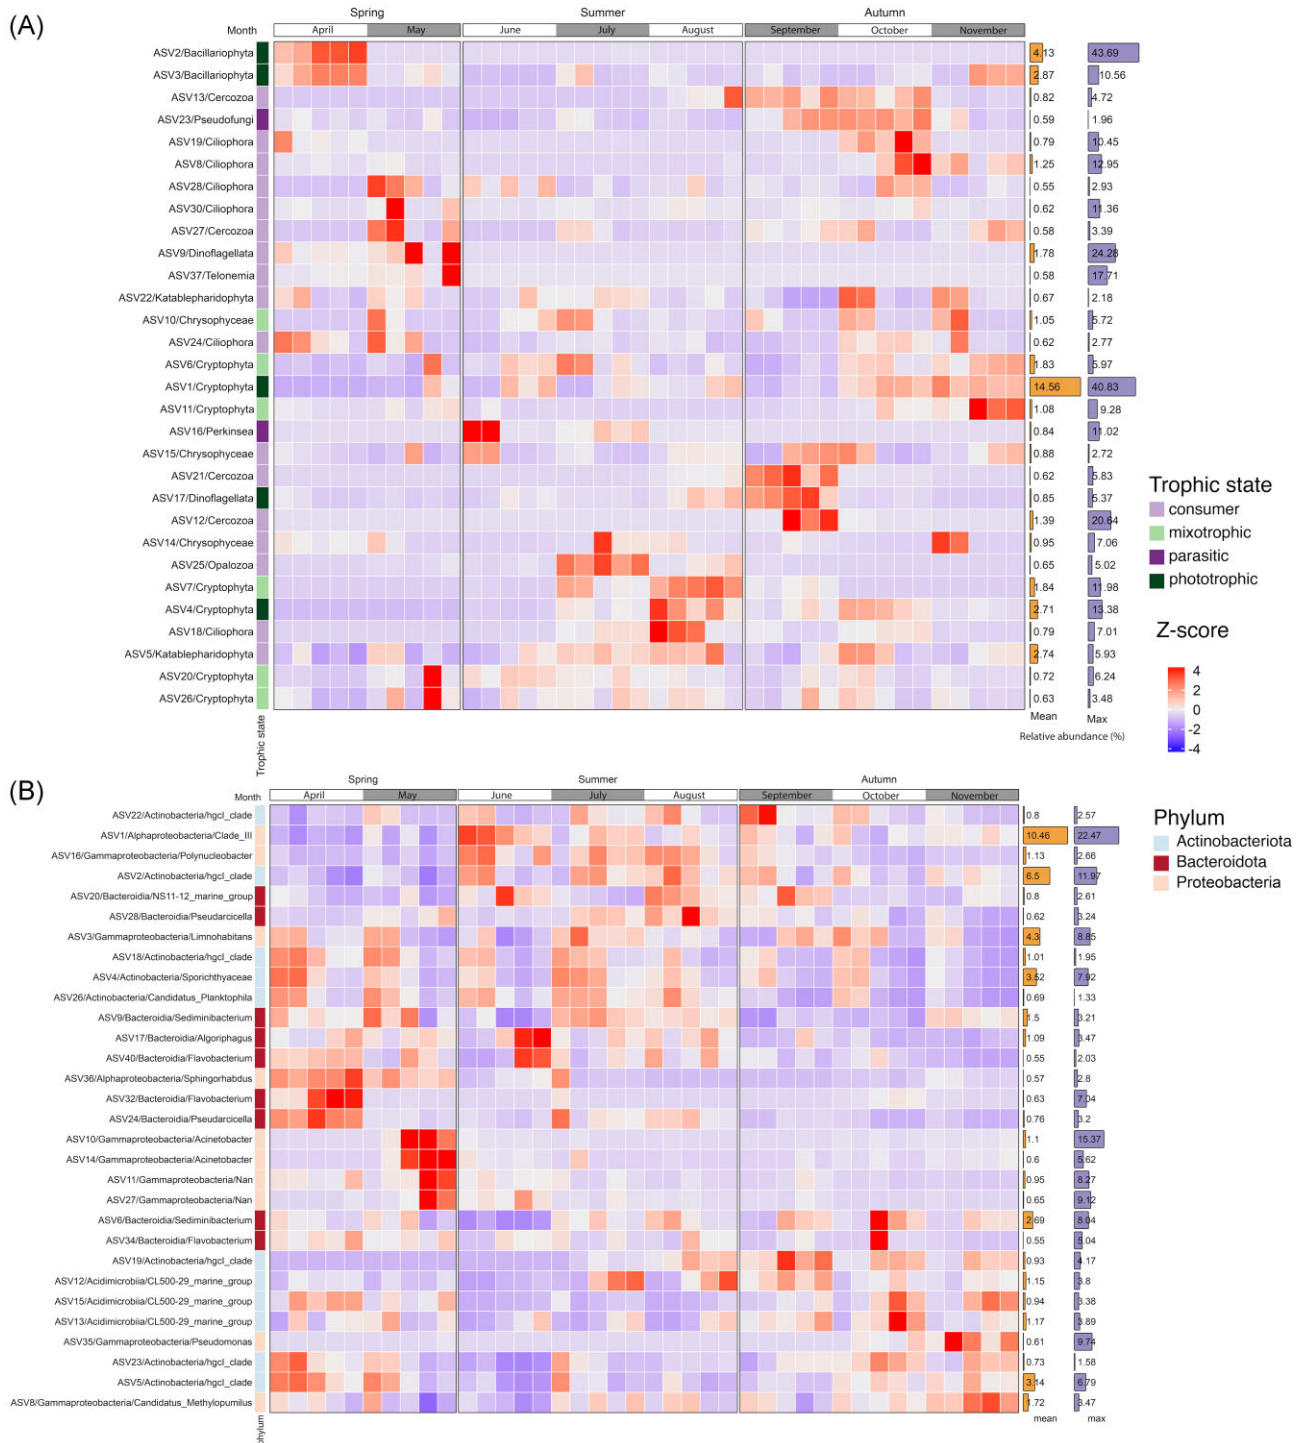 (A)
Spring Summer Autumn
Month April May June July August September October November
ASV2/Bacillariophyta 4.13 43.69
ASV3/Bacillariophyta 2.87 10.56
ASV13/Cercozoa 0.82 4.72
ASV23/Pseudofungi 0.59 1.96
ASV19/Ciliophora 0.79 10.45
ASV8/Ciliophora 1.25 12.95
ASV28/Ciliophora 0.55 2.93
ASV30/Ciliophora 0.62 11.36
ASV27/Cercozoa 0.58 3.39
ASV9/Dinoflagellata 1.78 24.28
ASV37/Telonemia 0.58 17.71
ASV22/Katablepharidophyta 0.67 2.18
ASV10/Chrysophyceae 1.05 5.72
ASV24/Ciliophora 0.62 2.77
ASV6/Cryptophyta 1.83 5.97
ASV1/Cryptophyta 14.56 40.83
ASV11/Cryptophyta 1.08 9.28
ASV16/Perkinsea 0.84 11.02
ASV15/Chrysophyceae 0.88 2.72
ASV21/Cercozoa 0.62 5.83
ASV17/Dinoflagellata 0.85 5.37
ASV12/Cercozoa 1.39 20.64
ASV14/Chrysophyceae 0.95 7.06
ASV25/Opalozoa 0.65 5.02
ASV7/Cryptophyta 1.84 11.98
ASV4/Cryptophyta 2.71 13.38
ASV18/Ciliophora 0.79 7.01
ASV5/Katablepharidophyta 2.74 5.93
ASV20/Cryptophyta 0.72 6.24
ASV26/Cryptophyta 0.63 3.48
Trophic state
Mean Max
Relative abundance (%)
Trophic state
consumer
mixotrophic
parasitic
phototrophic
Z-score
4
2
0
-2
-4
(B)
Spring Summer Autumn
Month April May June July August September October November
ASV22/Actinobacteria/hgcI_clade 0.8 2.57
ASV1/Alphaproteobacteria/Clade_III 10.46 22.47
ASV16/Gammaproteobacteria/Polynucleobacter 1.13 2.66
ASV2/Actinobacteria/hgcI_clade 6.5 11.97
ASV20/Bacteroidia/NS11-12_marine_group 0.8 2.61
ASV28/Bacteroidia/Pseudarcicella 0.62 3.24
ASV3/Gammaproteobacteria/Limnohabitans 4.3 8.85
ASV18/Actinobacteria/hgcI_clade 1.01 1.95
ASV4/Actinobacteria/Sporichthyaceae 3.52 7.92
ASV26/Actinobacteria/Candidatus_Planktophila 0.69 1.33
ASV9/Bacteroidia/Sediminibacterium 1.5 3.21
ASV17/Bacteroidia/Algoriphagus 1.09 3.47
ASV40/Bacteroidia/Flavobacterium 0.55 2.03
ASV36/Alphaproteobacteria/Sphingorhabdus 0.57 2.8
ASV32/Bacteroidia/Flavobacterium 0.63 7.04
ASV24/Bacteroidia/Pseudarcicella 0.76 3.2
ASV10/Gammaproteobacteria/Acinetobacter 1.1 15.37
ASV14/Gammaproteobacteria/Acinetobacter 0.6 5.62
ASV11/Gammaproteobacteria/Nan 0.95 8.27
ASV27/Gammaproteobacteria/Nan 0.65 9.12
ASV6/Bacteroidia/Sediminibacterium 2.69 8.04
ASV34/Bacteroidia/Flavobacterium 0.55 5.04
ASV19/Actinobacteria/hgcI_clade 0.93 4.17
ASV12/Acidimicrobiia/CL500-29_marine_group 1.15 3.8
ASV15/Acidimicrobiia/CL500-29_marine_group 0.94 3.38
ASV13/Acidimicrobiia/CL500-29_marine_group 1.17 3.89
ASV35/Gammaproteobacteria/Pseudomonas 0.61 9.74
ASV23/Actinobacteria/hgcI_clade 0.73 1.58
ASV5/Actinobacteria/hgcI_clade 3.14 6.79
ASV8/Gammaproteobacteria/Candidatus_Methylopumilus 1.72 3.47
phylum
mean max
Phylum
Actinobacteriota
Bacteroidota
Proteobacteria